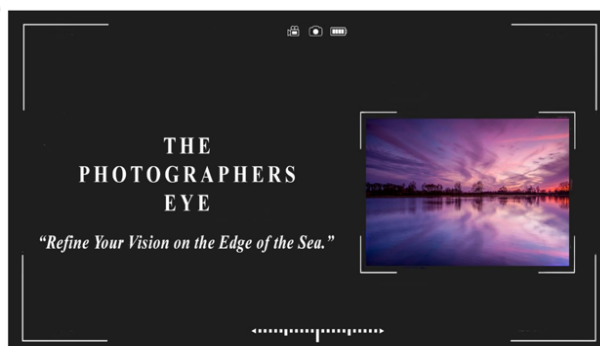 THE
PHOTOGRAPHERS
EYE
“Refine Your Vision on the Edge of the Sea.”